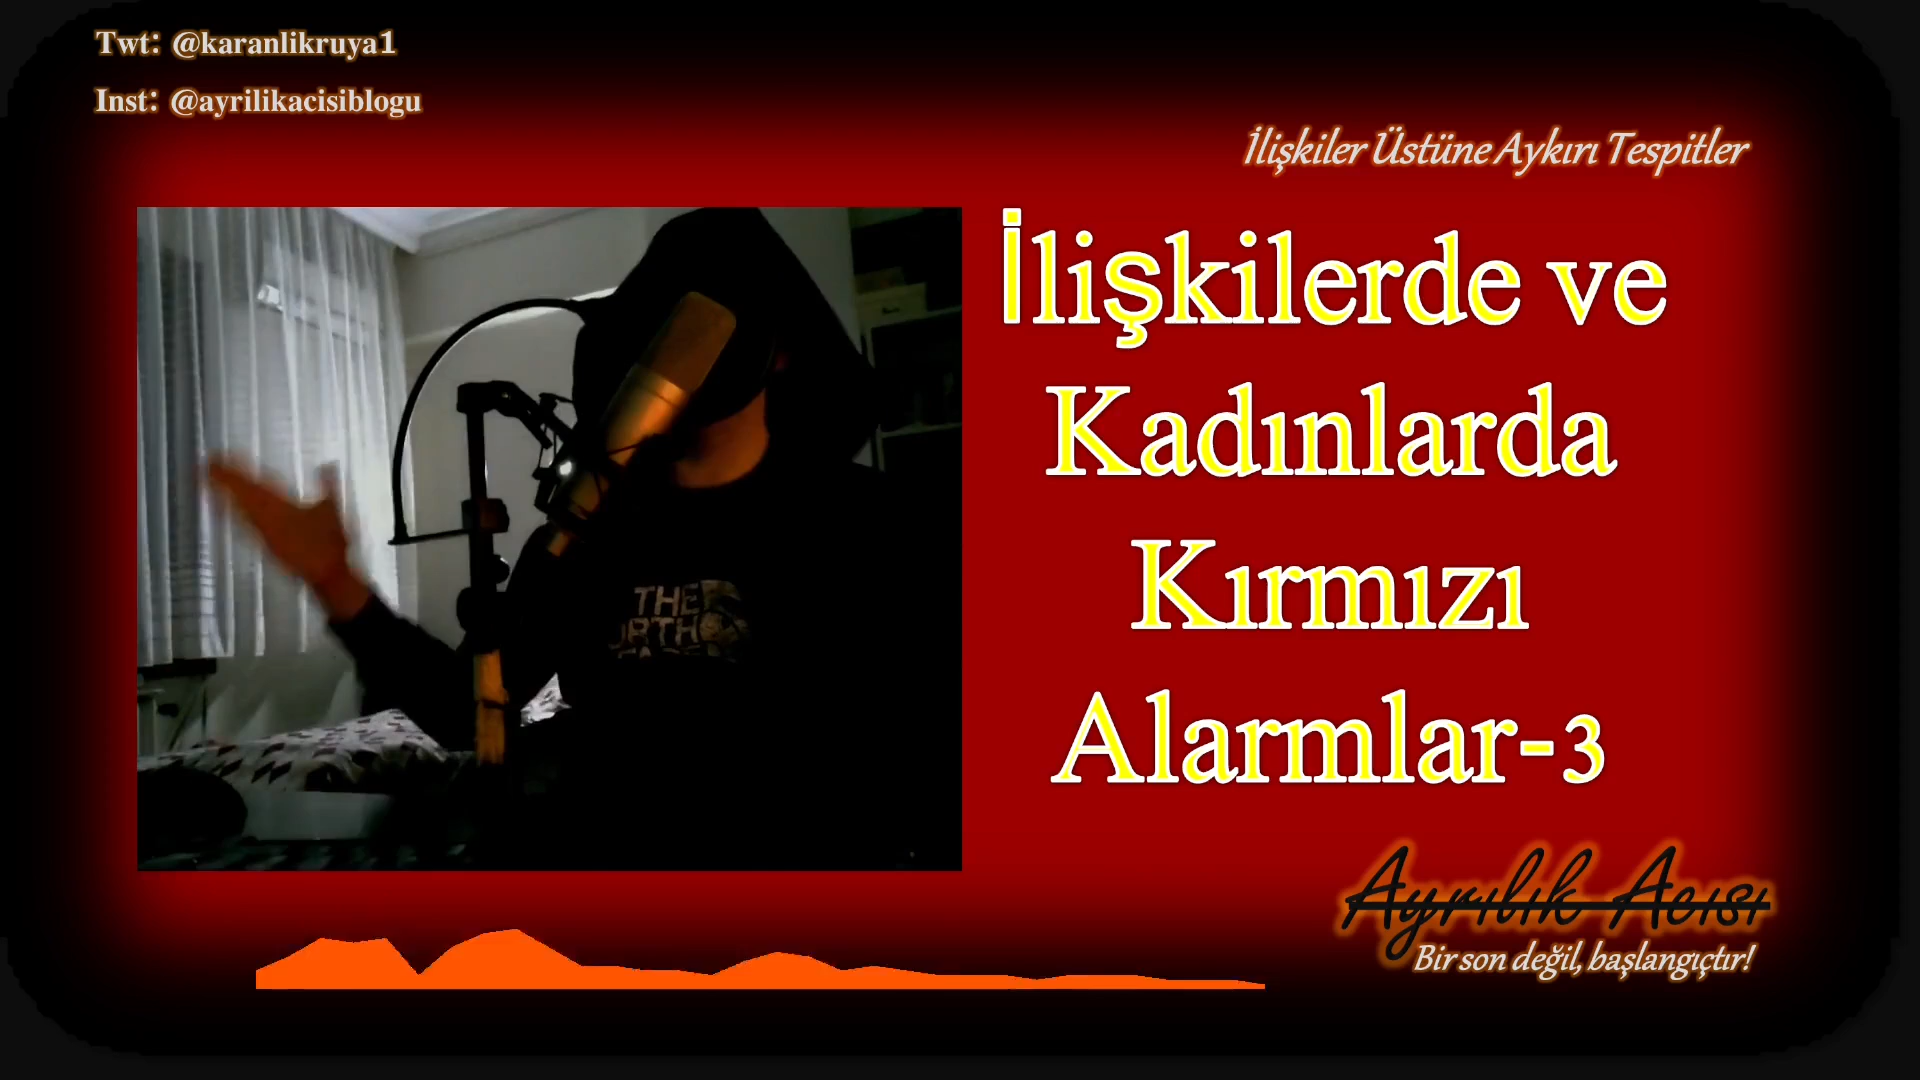 Twt: @karanlikruya1
Inst: @ayrilikacisiblogu
İlişkiler Üstüne Aykırı Tespitler
İlişkilerde ve
Kadınlarda
Kırmızı
Alarmlar-3
THE
Ayrılık Acısı
Bir son değil, başlangıçtır!